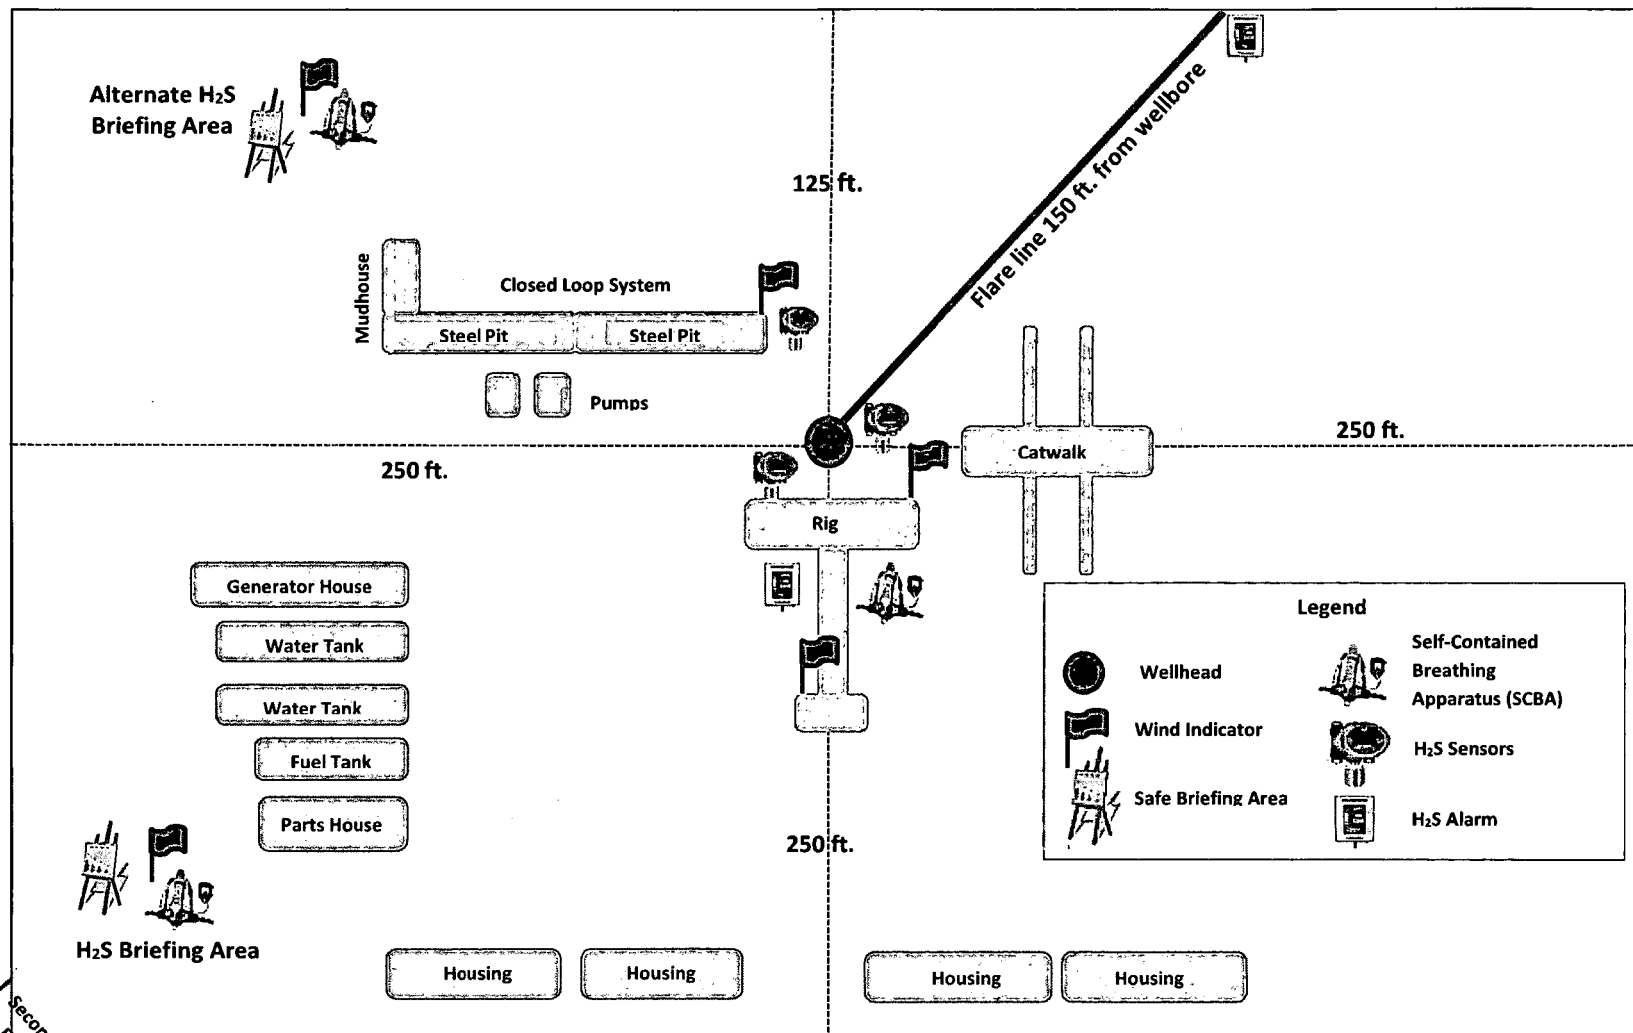 Alternate H₂S
Briefing Area
125 ft.
Flare line 150 ft. from wellbore
Mudhouse
Closed Loop System
Steel Pit
Steel Pit
Pumps
250 ft.
250 ft.
Catwalk
Rig
Generator House
Water Tank
Water Tank
Fuel Tank
Parts House
250 ft.
H₂S Briefing Area
Housing
Housing
Housing
Housing
Legend
Wellhead
Wind Indicator
Safe Briefing Area
Self-Contained
Breathing
Apparatus (SCBA)
H₂S Sensors
H₂S Alarm